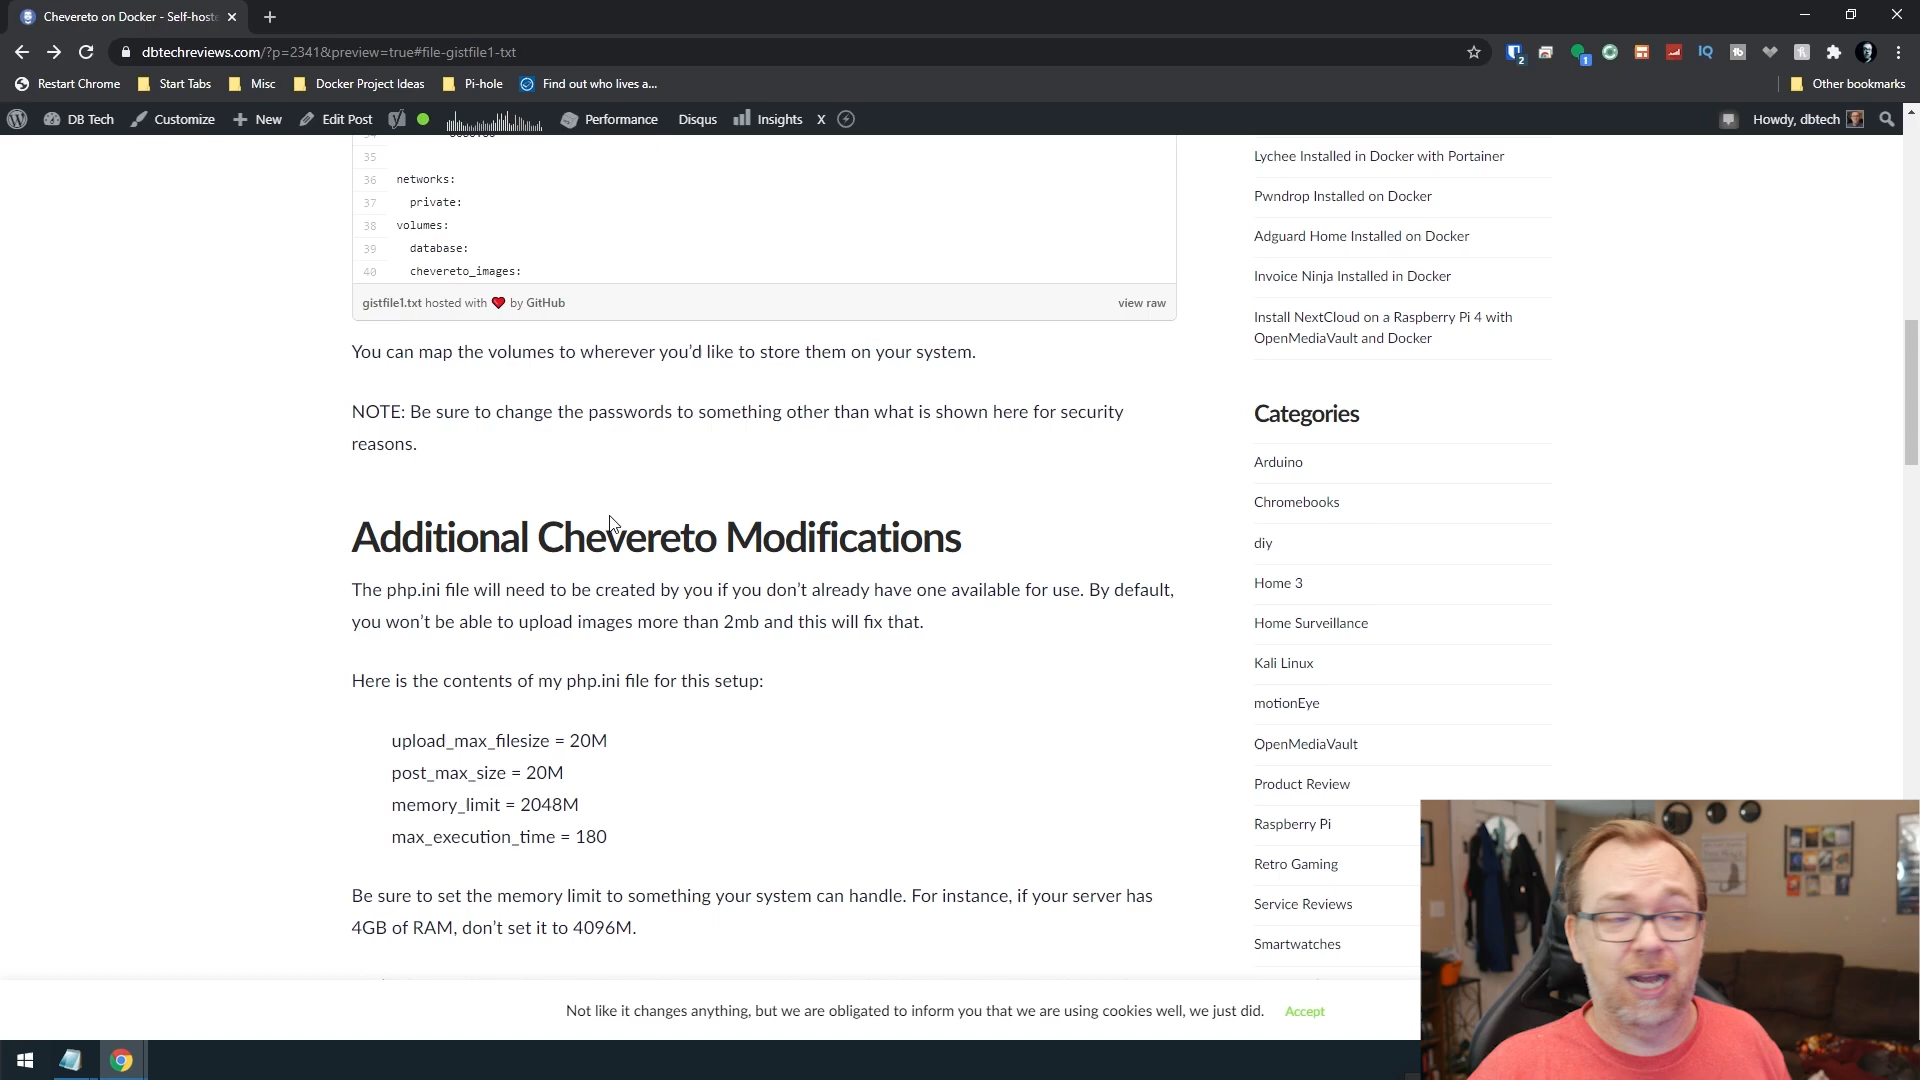 Chevereto on Docker - Self-hoste
dbtechreviews.com/?p=2341&preview=true#file-gistfile1-txt
Restart Chrome
Start Tabs
Misc
Docker Project Ideas
Pi-hole
Find out who lives a...
Other bookmarks
DB Tech
Customize
New
Edit Post
Performance
Disqus
Insights
X
Howdy, dbtech
35
36 networks:
37 private:
38 volumes:
39 database:
40 chevereto_images:
gistfile1.txt hosted with ❤ by GitHub
view raw
You can map the volumes to wherever you'd like to store them on your system.
NOTE: Be sure to change the passwords to something other than what is shown here for security
reasons.
Additional Chevereto Modifications
The php.ini file will need to be created by you if you don't already have one available for use. By default,
you won't be able to upload images more than 2mb and this will fix that.
Here is the contents of my php.ini file for this setup:
upload_max_filesize = 20M
post_max_size = 20M
memory_limit = 2048M
max_execution_time = 180
Be sure to set the memory limit to something your system can handle. For instance, if your server has
4GB of RAM, don't set it to 4096M.
Lychee Installed in Docker with Portainer
Pwndrop Installed on Docker
Adguard Home Installed on Docker
Invoice Ninja Installed in Docker
Install NextCloud on a Raspberry Pi 4 with
OpenMediaVault and Docker
Categories
Arduino
Chromebooks
diy
Home 3
Home Surveillance
Kali Linux
motionEye
OpenMediaVault
Product Review
Raspberry Pi
Retro Gaming
Service Reviews
Smartwatches
Not like it changes anything, but we are obligated to inform you that we are using cookies well, we just did.
Accept